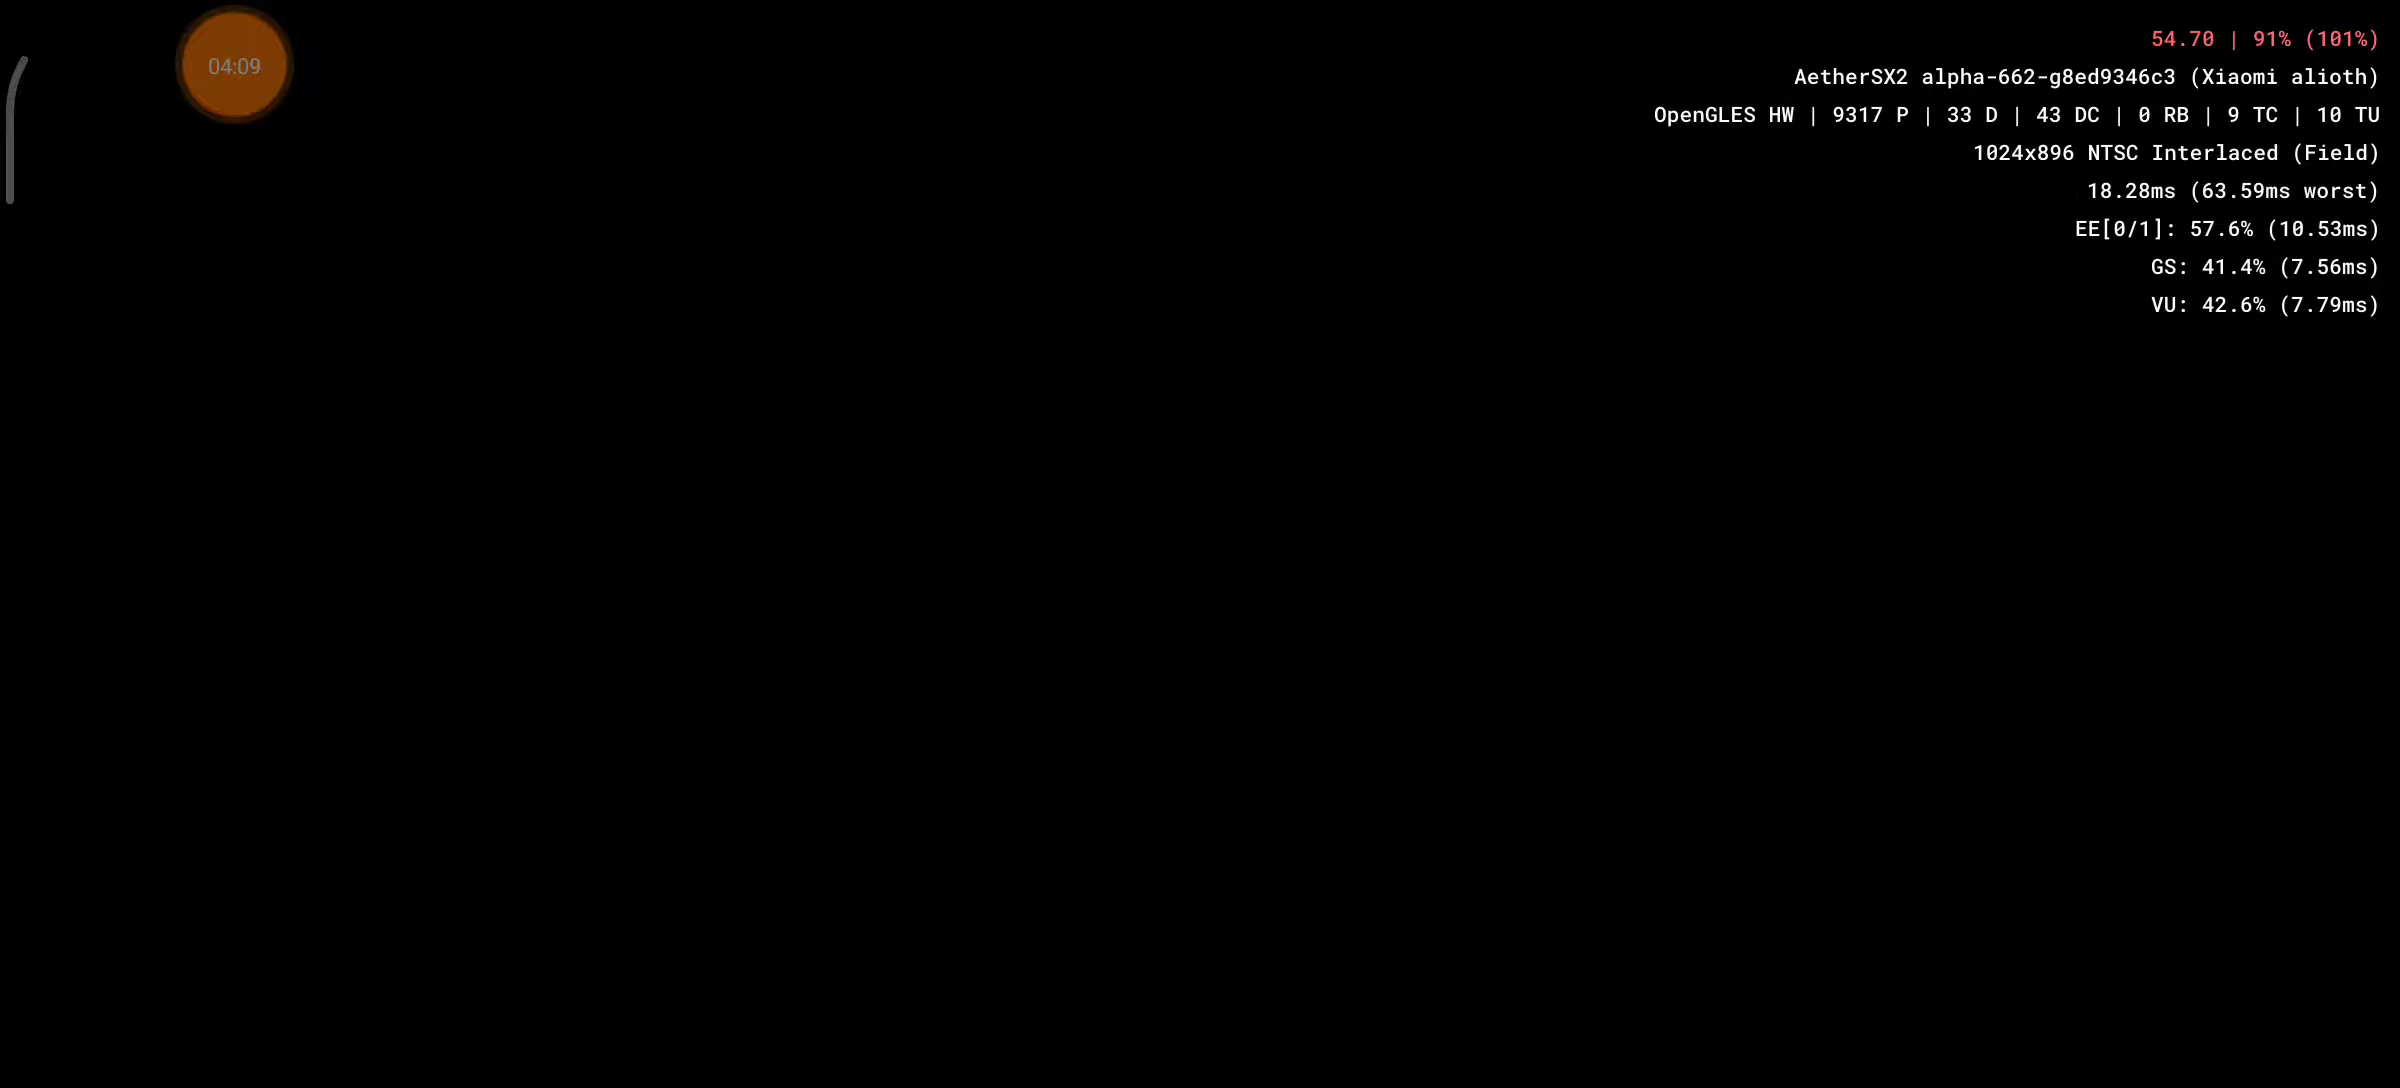 04:09
54.70 | 91% (101%)
AetherSX2 alpha-662-g8ed9346c3 (Xiaomi alioth)
OpenGLES HW | 9317 P | 33 D | 43 DC | 0 RB | 9 TC | 10 TU
1024x896 NTSC Interlaced (Field)
18.28ms (63.59ms worst)
EE[0/1]: 57.6% (10.53ms)
GS: 41.4% (7.56ms)
VU: 42.6% (7.79ms)